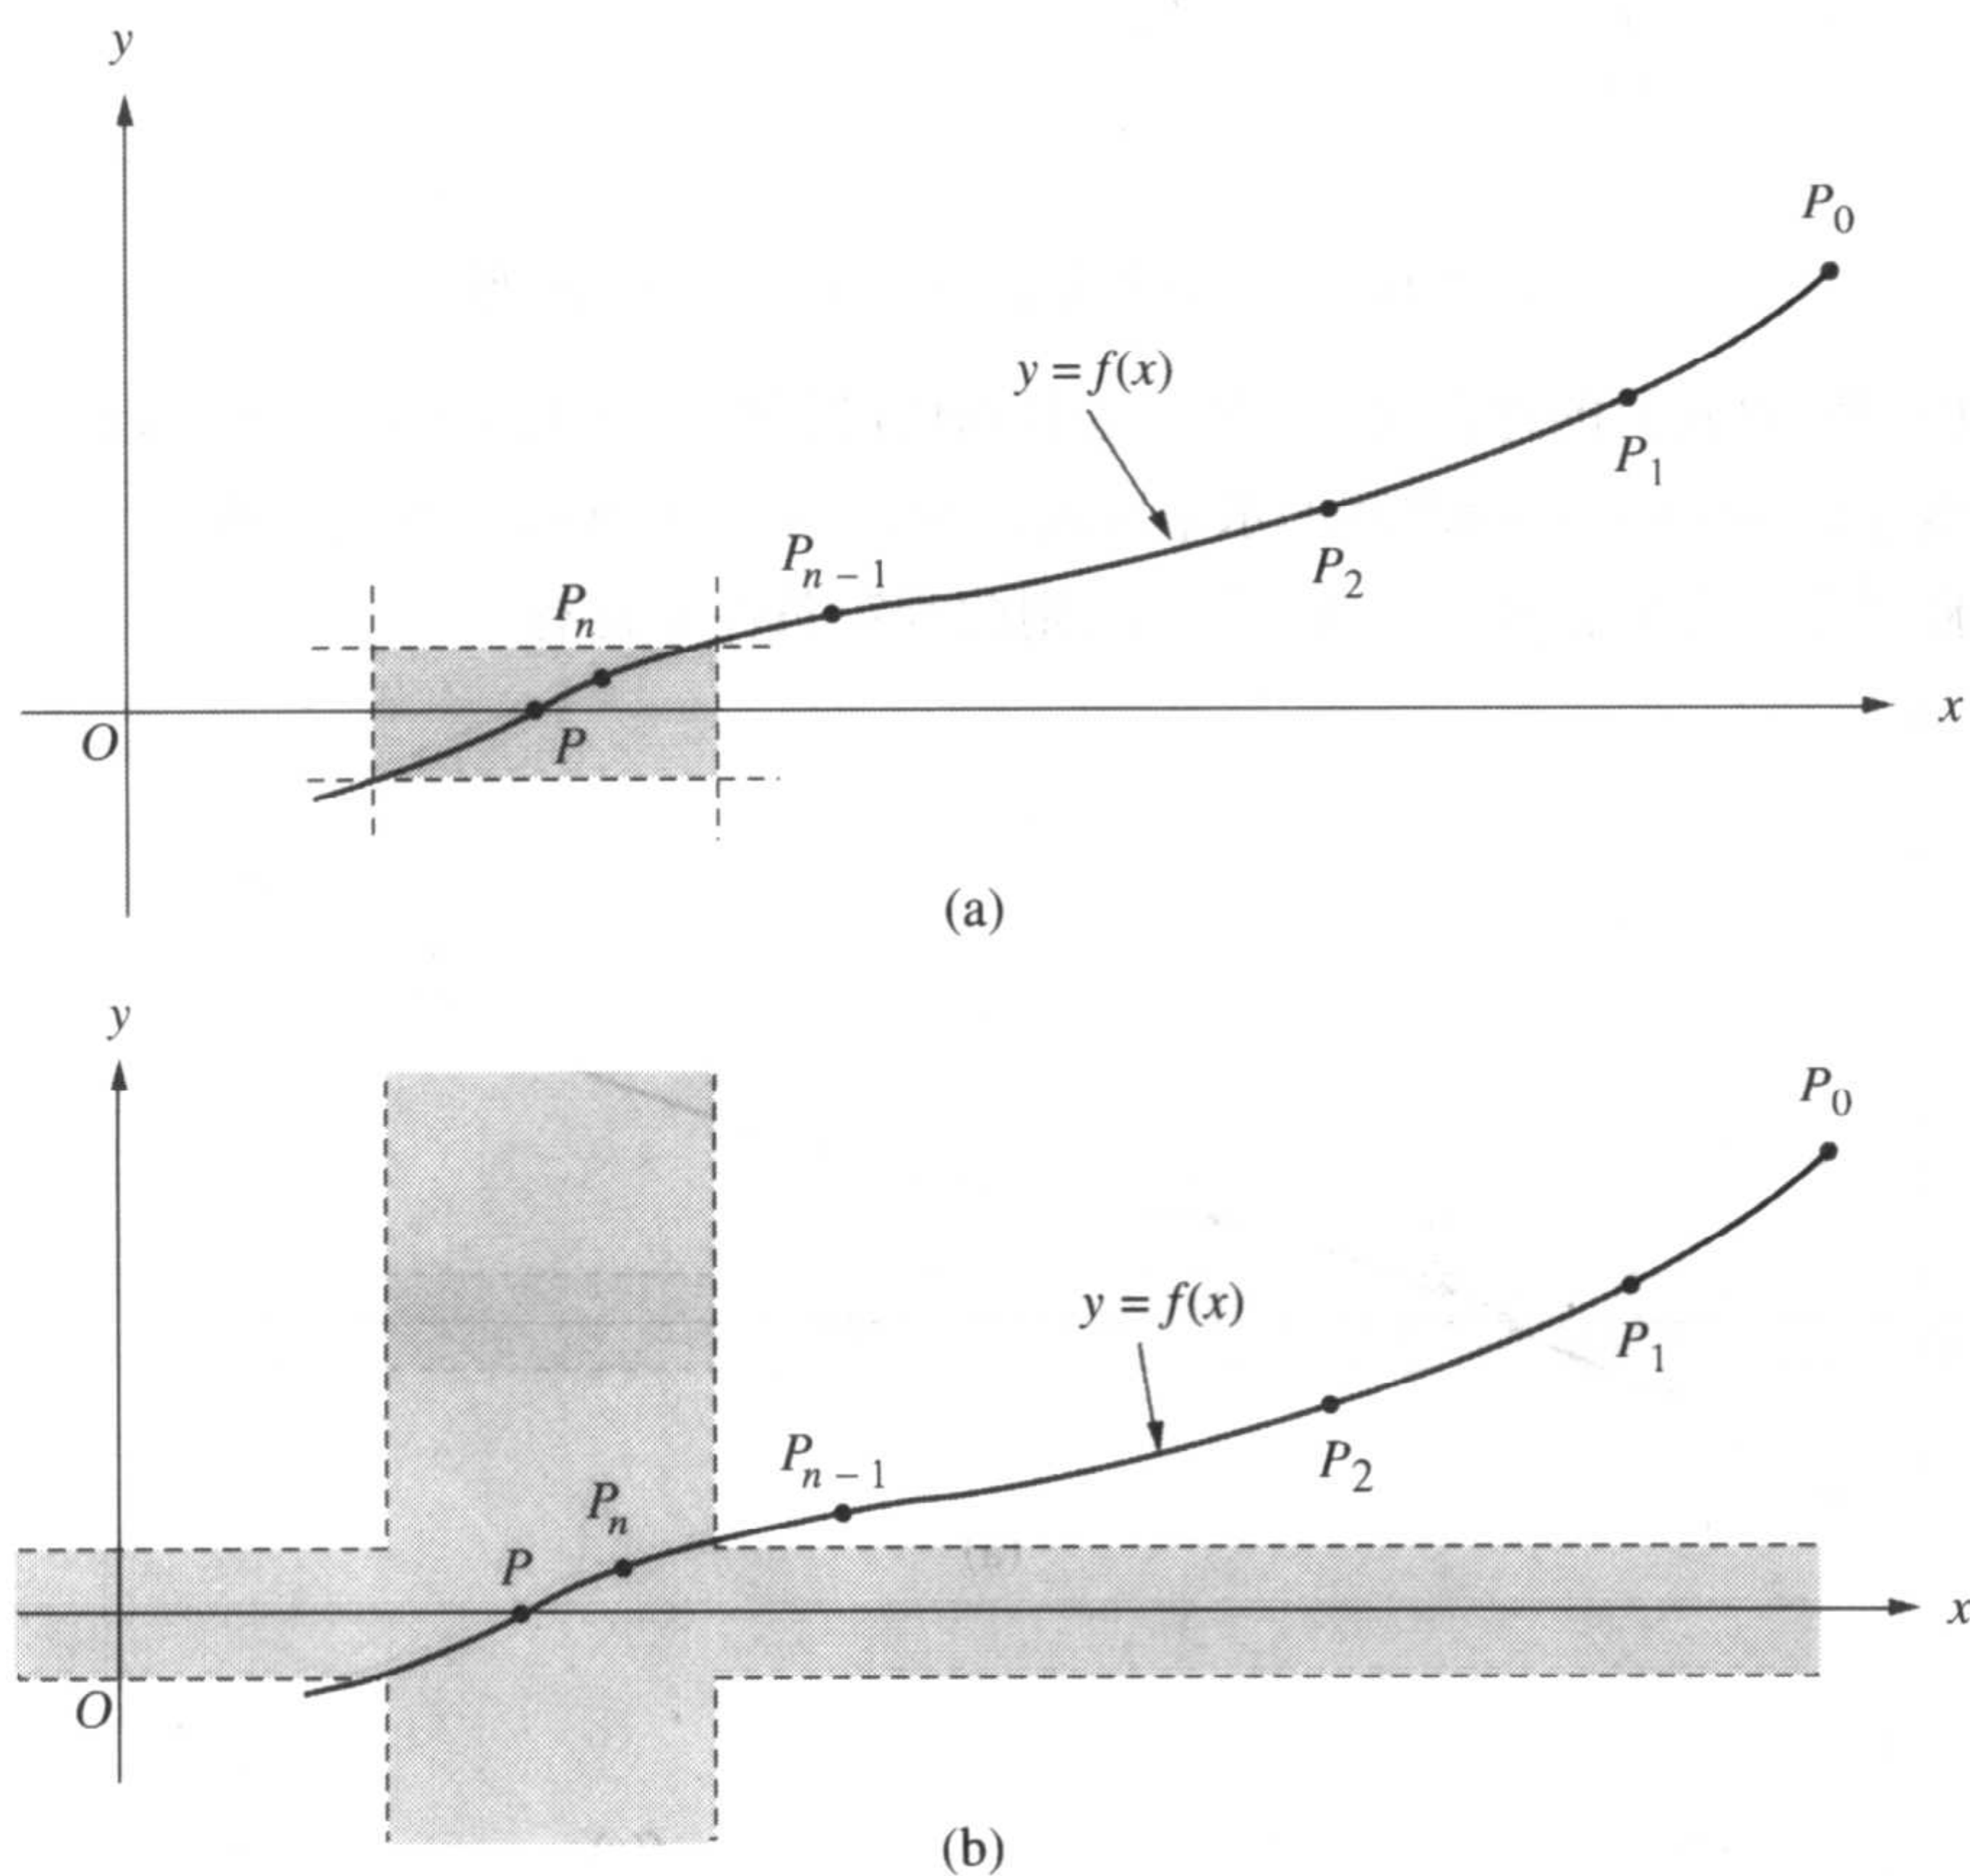 y
P₀
y = f(x)
P₁
Pₙ₋₁
P₂
Pₙ
x
O
P
(a)
y
P₀
y = f(x)
P₁
Pₙ₋₁
P₂
Pₙ
P
x
O
(b)